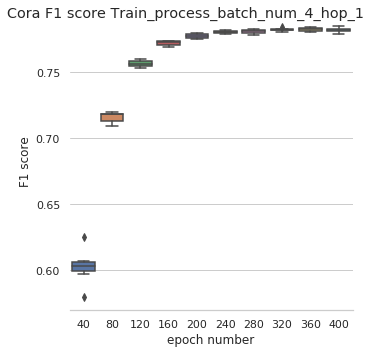 Cora F1 score Train_process_batch_num_4_hop_1
0.75
0.70
0.65
0.60
F1 score
40 80 120 160 200 240 280 320 360 400
epoch number